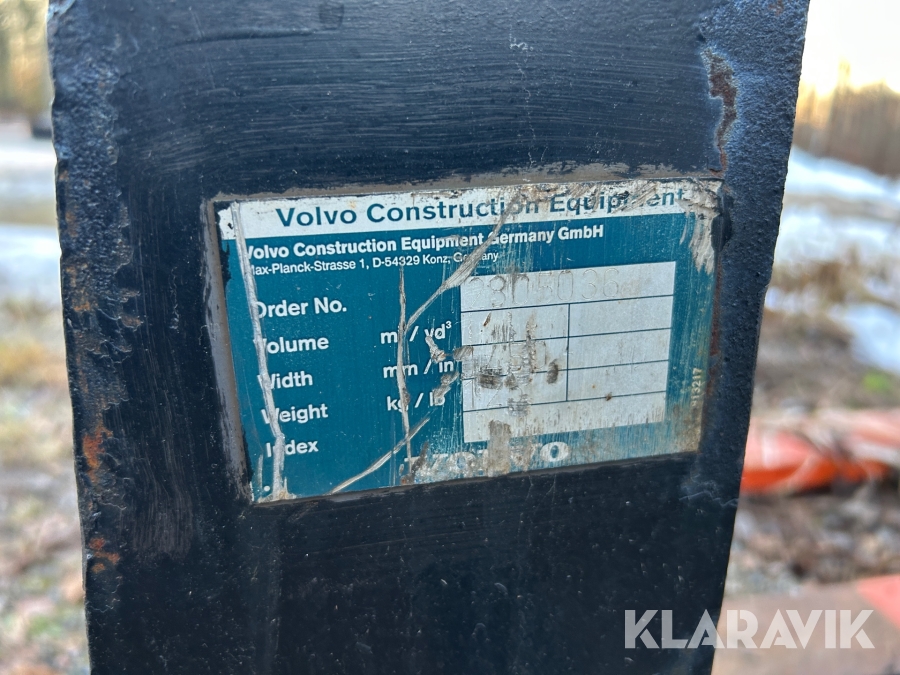 Volvo Construction Equipment
Volvo Construction Equipment Germany GmbH
Max-Planck-Strasse 1, D-54329 Konz, Germany
Order No.
Volume m³ / yd³
Width mm / in
Weight kg / lb
Index
VOLVO
KLARAVIK